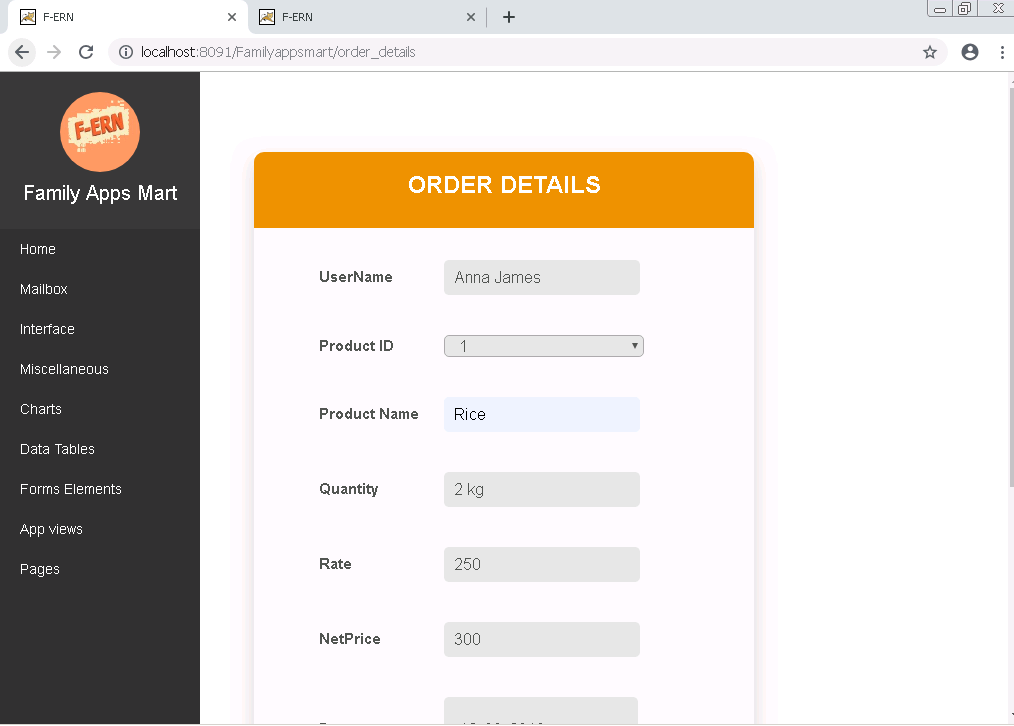 F-ERN
F-ERN
localhost:8091/Familyappsmart/order_details
F-ERN
Family Apps Mart
Home
Mailbox
Interface
Miscellaneous
Charts
Data Tables
Forms Elements
App views
Pages
ORDER DETAILS
UserName Anna James
Product ID 1
Product Name Rice
Quantity 2 kg
Rate 250
NetPrice 300